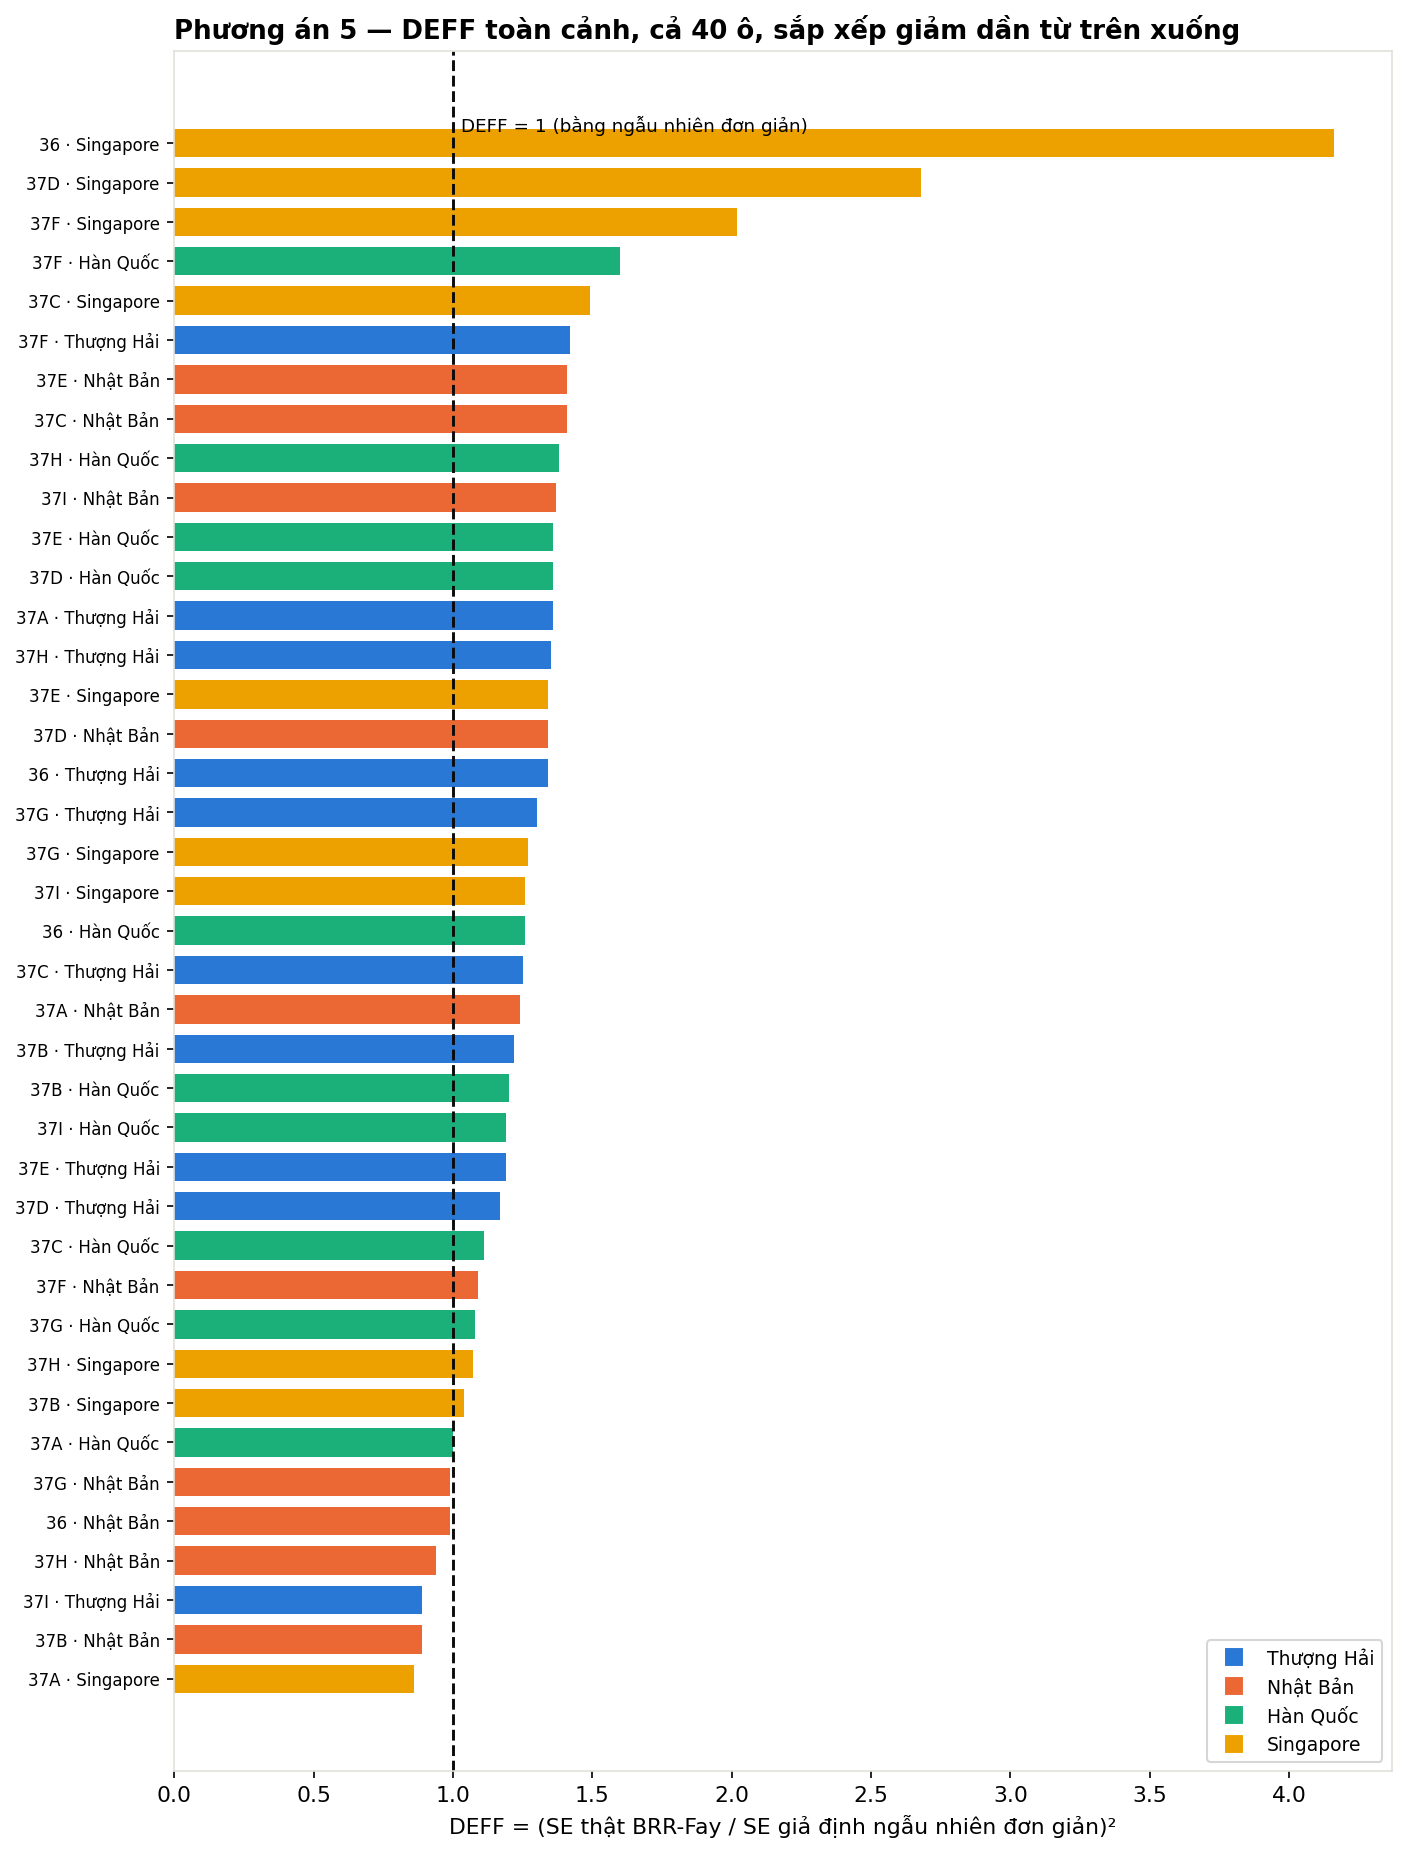 Phương án 5 — DEFF toàn cảnh, cả 40 ô, sắp xếp giảm dần từ trên xuống
DEFF = 1 (bằng ngẫu nhiên đơn giản)
36 · Singapore
37D · Singapore
37F · Singapore
37F · Hàn Quốc
37C · Singapore
37F · Thượng Hải
37E · Nhật Bản
37C · Nhật Bản
37H · Hàn Quốc
37I · Nhật Bản
37E · Hàn Quốc
37D · Hàn Quốc
37A · Thượng Hải
37H · Thượng Hải
37E · Singapore
37D · Nhật Bản
36 · Thượng Hải
37G · Thượng Hải
37G · Singapore
37I · Singapore
36 · Hàn Quốc
37C · Thượng Hải
37A · Nhật Bản
37B · Thượng Hải
37B · Hàn Quốc
37I · Hàn Quốc
37E · Thượng Hải
37D · Thượng Hải
37C · Hàn Quốc
37F · Nhật Bản
37G · Hàn Quốc
37H · Singapore
37B · Singapore
37A · Hàn Quốc
37G · Nhật Bản
36 · Nhật Bản
37H · Nhật Bản
37I · Thượng Hải
37B · Nhật Bản
37A · Singapore
Thượng Hải
Nhật Bản
Hàn Quốc
Singapore
0.0 0.5 1.0 1.5 2.0 2.5 3.0 3.5 4.0
DEFF = (SE thật BRR-Fay / SE giả định ngẫu nhiên đơn giản)²